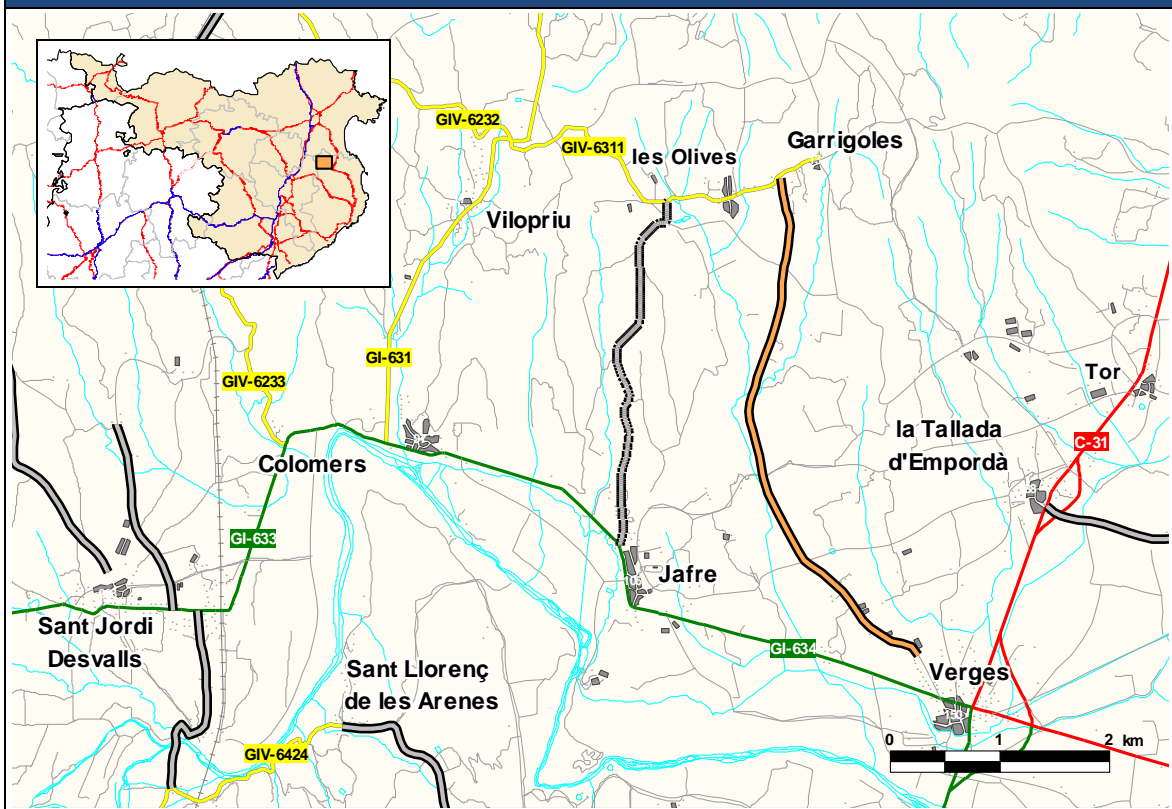 GIV-6232
GIV-6311
Garrigoles
les Olives
Vilopriu
GI-631
GIV-6233
Tor
la Tallada
d'Empordà
C-31
Colomers
GI-633
Jafre
Sant Jordi
Desvalls
GI-634
Sant Llorenç
de les Arenes
Verges
GIV-6424
0 1 2 km